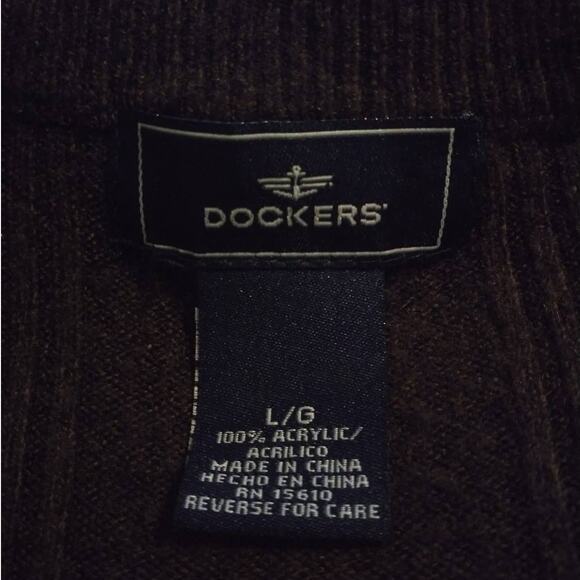 DOCKERS
L/G
100% ACRYLIC/
ACRILICO
MADE IN CHINA
HECHO EN CHINA
RN 15610
REVERSE FOR CARE